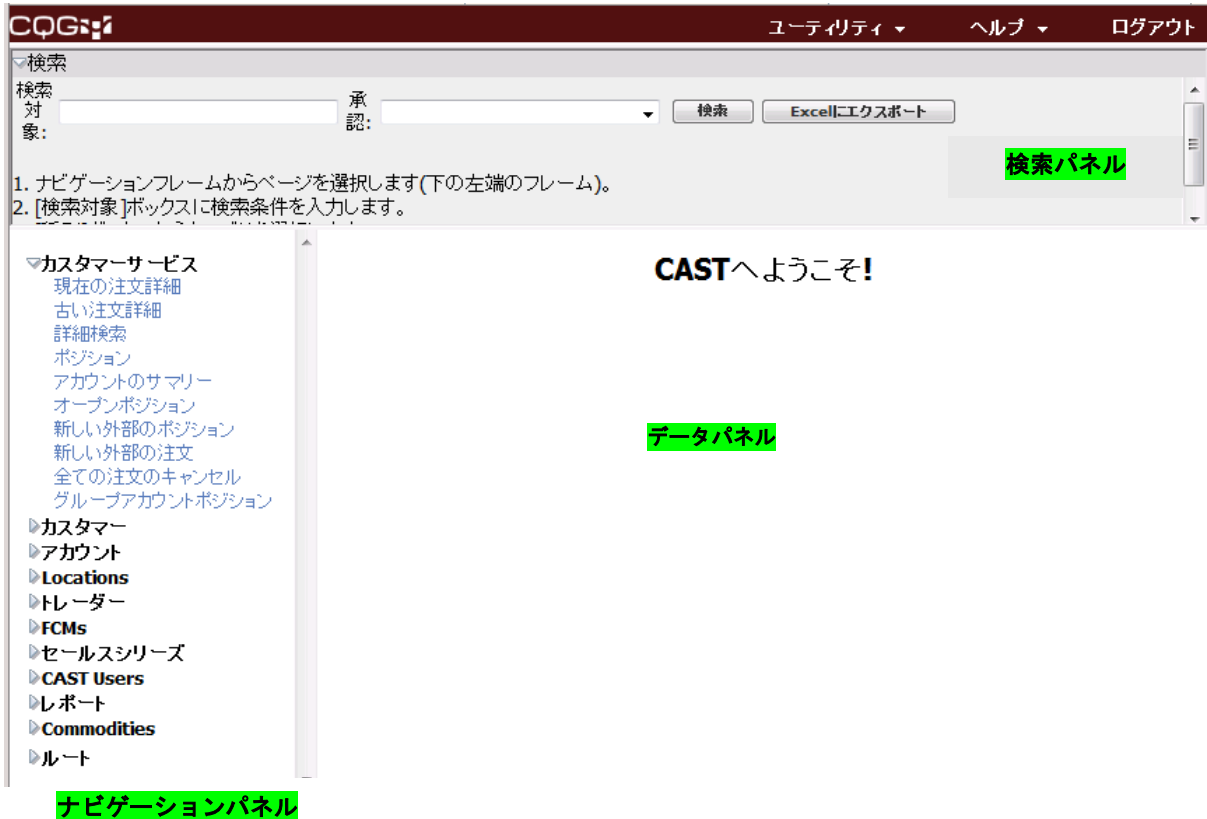 CQG
ユーティリティ ヘルプ ログアウト
検索
検索対象: 承認: 検索 Excelにエクスポート
検索パネル
1. ナビゲーションフレームからページを選択します(下の左端のフレーム)。
2. [検索対象]ボックスに検索条件を入力します。
カスタマーサービス
現在の注文詳細
古い注文詳細
詳細検索
ポジション
アカウントのサマリー
オープンポジション
新しい外部のポジション
新しい外部の注文
全ての注文のキャンセル
グループアカウントポジション
カスタマー
アカウント
Locations
トレーダー
FCMs
セールスシリーズ
CAST Users
レポート
Commodities
ルート
CASTへようこそ!
データパネル
ナビゲーションパネル